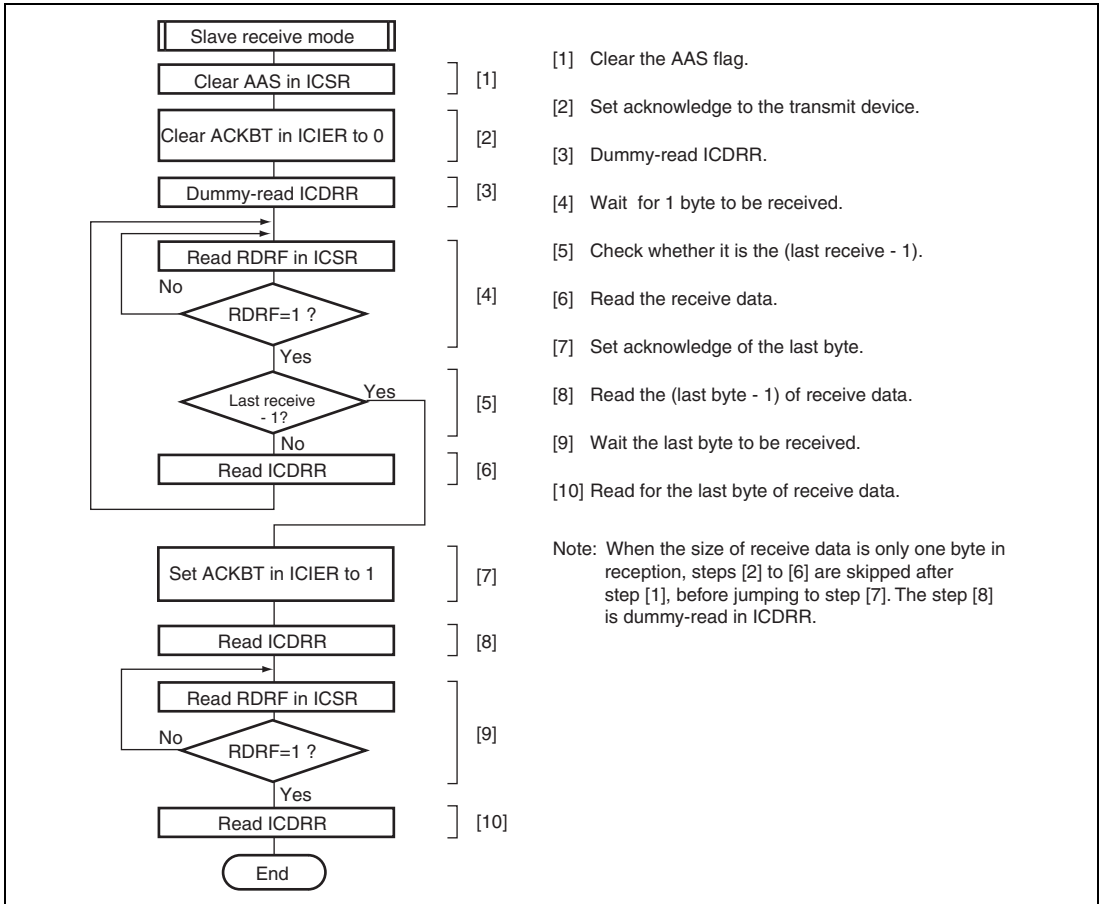 Slave receive mode
Clear AAS in ICSR
[1]
Clear ACKBT in ICIER to 0
[2]
Dummy-read ICDRR
[3]
Read RDRF in ICSR
No
RDRF=1 ?
[4]
Yes
Last receive
- 1?
Yes
[5]
No
Read ICDRR
[6]
Set ACKBT in ICIER to 1
[7]
Read ICDRR
[8]
Read RDRF in ICSR
No
RDRF=1 ?
[9]
Yes
Read ICDRR
[10]
End
[1] Clear the AAS flag.
[2] Set acknowledge to the transmit device.
[3] Dummy-read ICDRR.
[4] Wait for 1 byte to be received.
[5] Check whether it is the (last receive - 1).
[6] Read the receive data.
[7] Set acknowledge of the last byte.
[8] Read the (last byte - 1) of receive data.
[9] Wait the last byte to be received.
[10] Read for the last byte of receive data.
Note: When the size of receive data is only one byte in
reception, steps [2] to [6] are skipped after
step [1], before jumping to step [7]. The step [8]
is dummy-read in ICDRR.